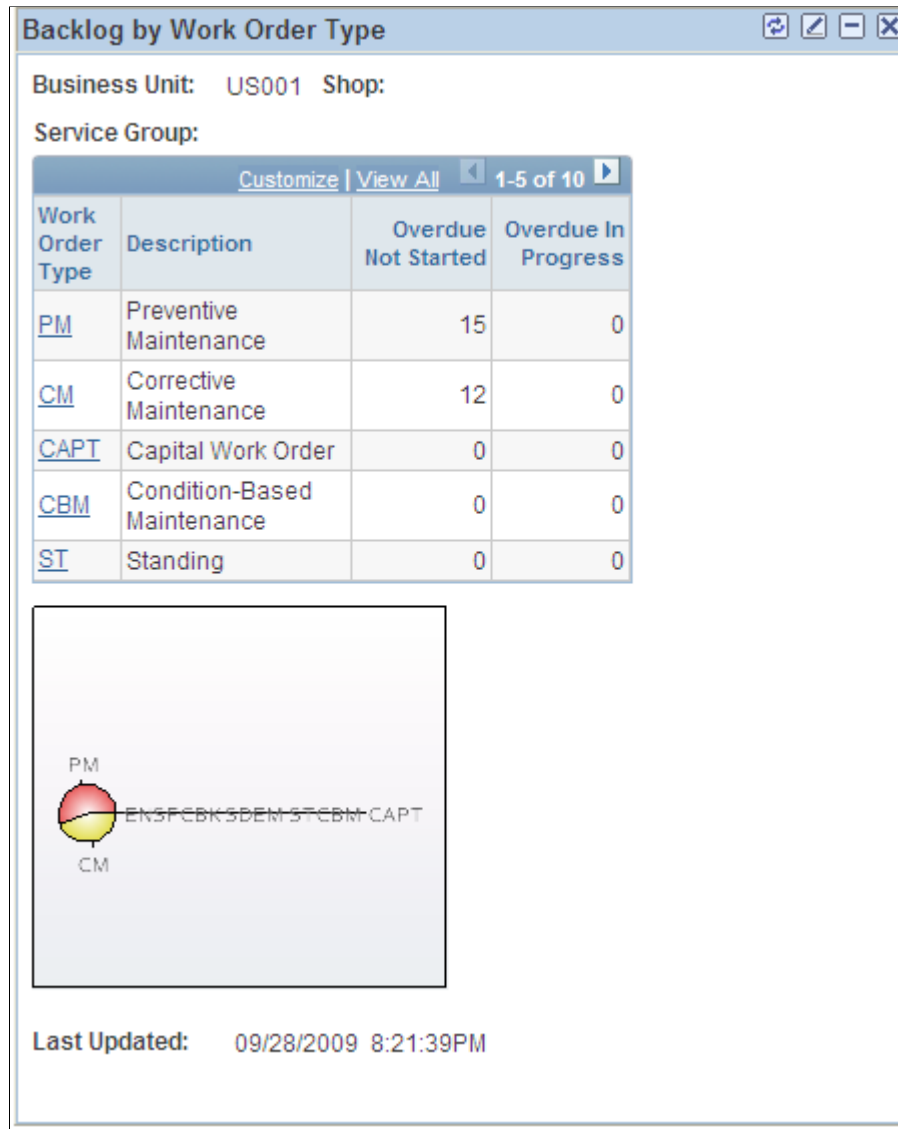 Backlog by Work Order Type
Business Unit: US001 Shop:
Service Group:
Customize | View All 1-5 of 10
Work Order Type Description Overdue Not Started Overdue In Progress
PM Preventive Maintenance 15 0
CM Corrective Maintenance 12 0
CAPT Capital Work Order 0 0
CBM Condition-Based Maintenance 0 0
ST Standing 0 0
PM
STCBM CAPT
CM
Last Updated: 09/28/2009 8:21:39PM